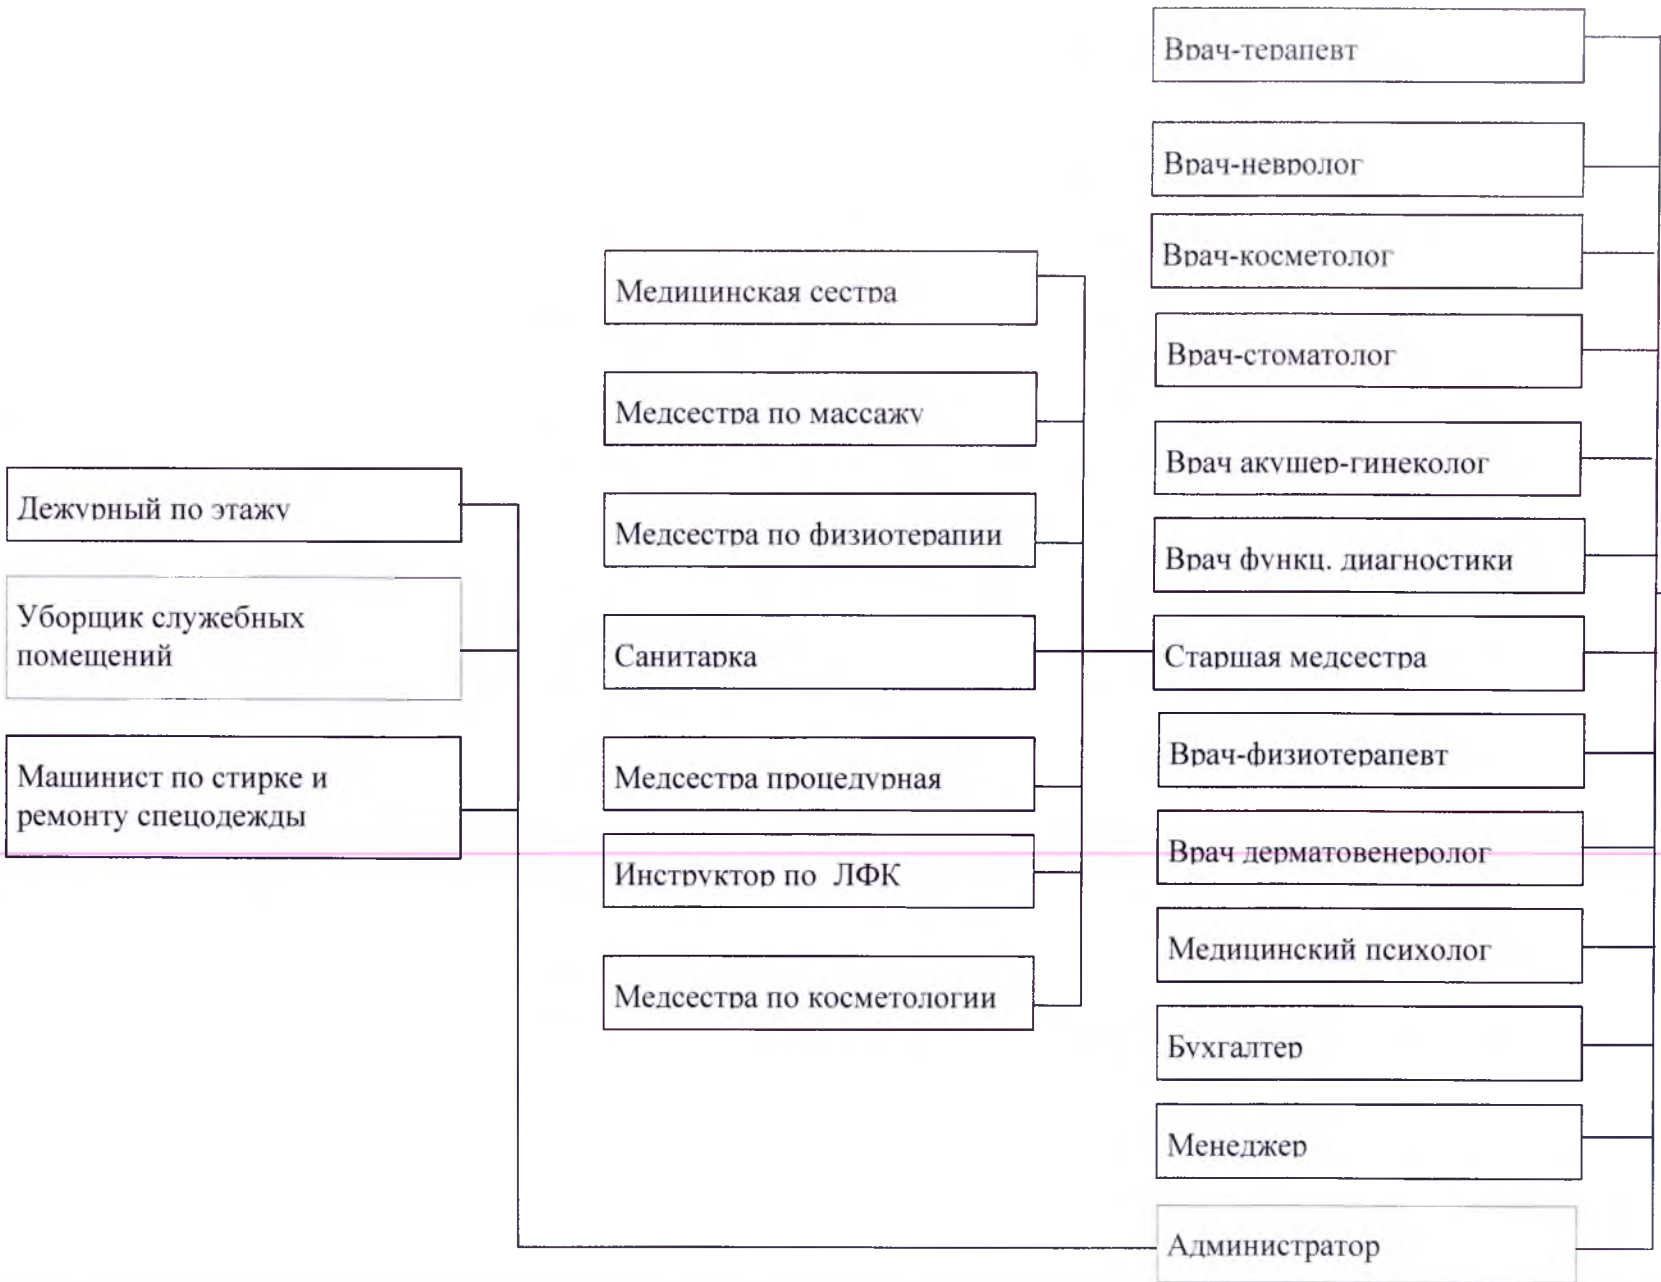 Врач-терапевт
Врач-невролог
Врач-косметолог
Врач-стоматолог
Врач акушер-гинеколог
Врач функц. диагностики
Старшая медсестра
Врач-физиотерапевт
Врач дерматовенеролог
Медицинский психолог
Бухгалтер
Менеджер
Администратор
Медицинская сестра
Медсестра по массажу
Медсестра по физиотерапии
Санитарка
Медсестра процедурная
Инструктор по ЛФК
Медсестра по косметологии
Дежурный по этажу
Уборщик служебных
помещений
Машинист по стирке и
ремонту спецодежды